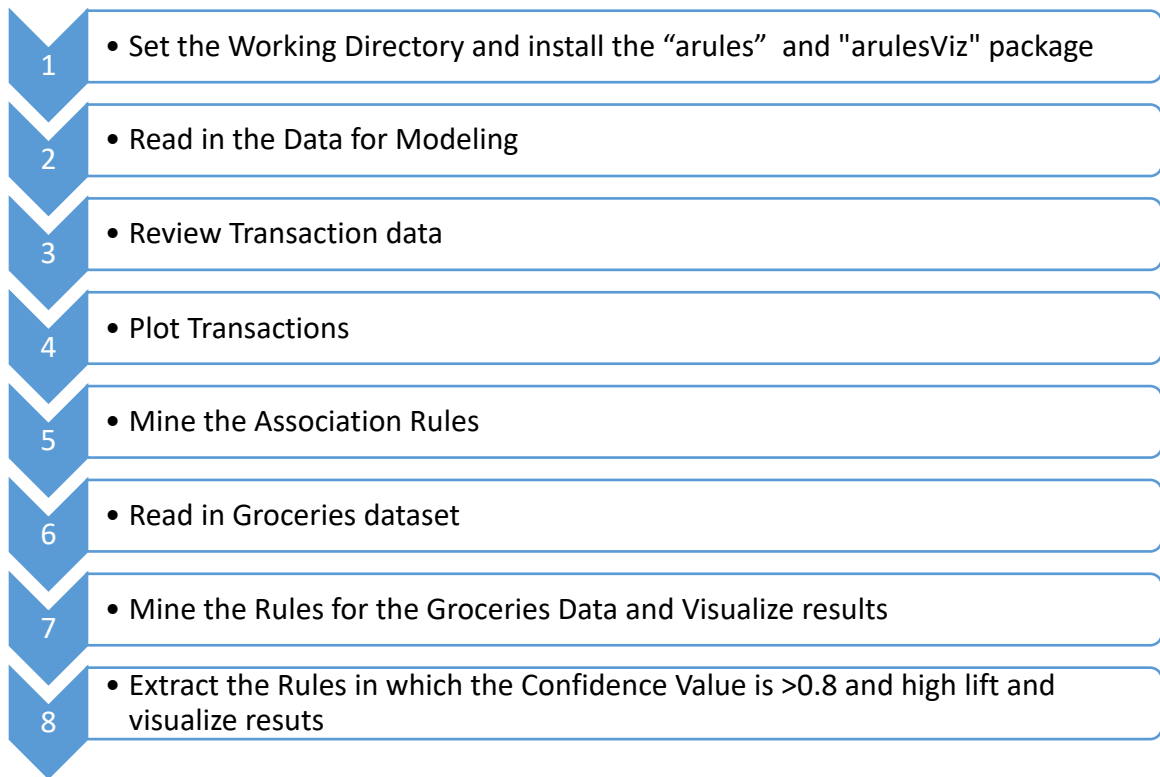 1
• Set the Working Directory and install the “arules”  and "arulesViz" package
2
• Read in the Data for Modeling
3
• Review Transaction data
4
• Plot Transactions
5
• Mine the Association Rules
6
• Read in Groceries dataset
7
• Mine the Rules for the Groceries Data and Visualize results
8
• Extract the Rules in which the Confidence Value is >0.8 and high lift and
visualize resuts